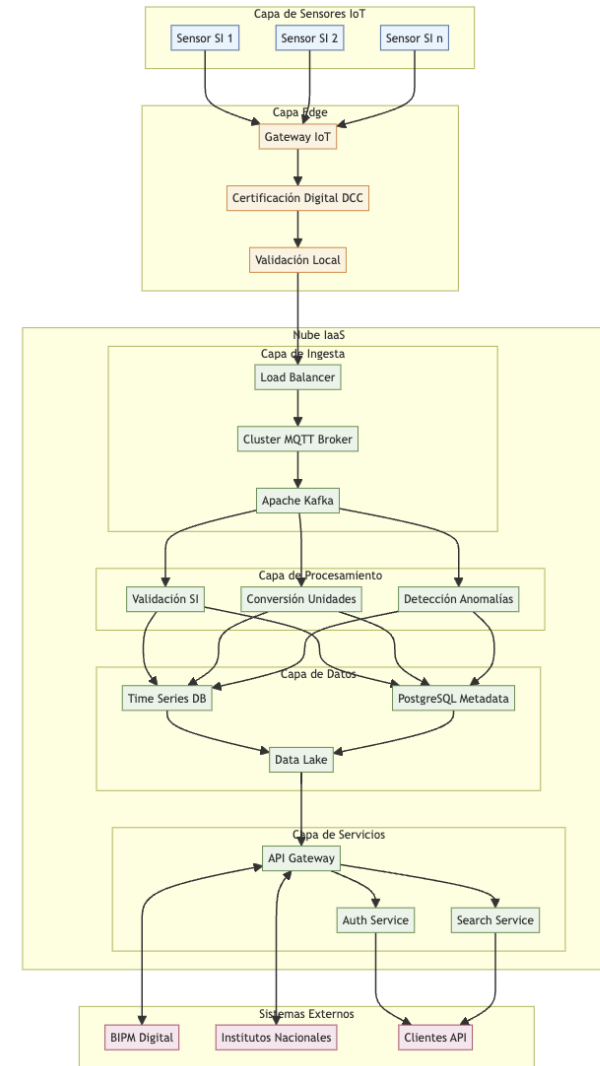 Capa de Sensores IoT
Sensor SI 1
Sensor SI 2
Sensor SI n
Capa Edge
Gateway IoT
Certificación Digital DCC
Validación Local
Nube IaaS
Capa de Ingesta
Load Balancer
Cluster MQTT Broker
Apache Kafka
Capa de Procesamiento
Validación SI
Conversión Unidades
Detección Anomalías
Capa de Datos
Time Series DB
PostgreSQL Metadata
Data Lake
Capa de Servicios
API Gateway
Auth Service
Search Service
Sistemas Externos
BIPM Digital
Institutos Nacionales
Clientes API